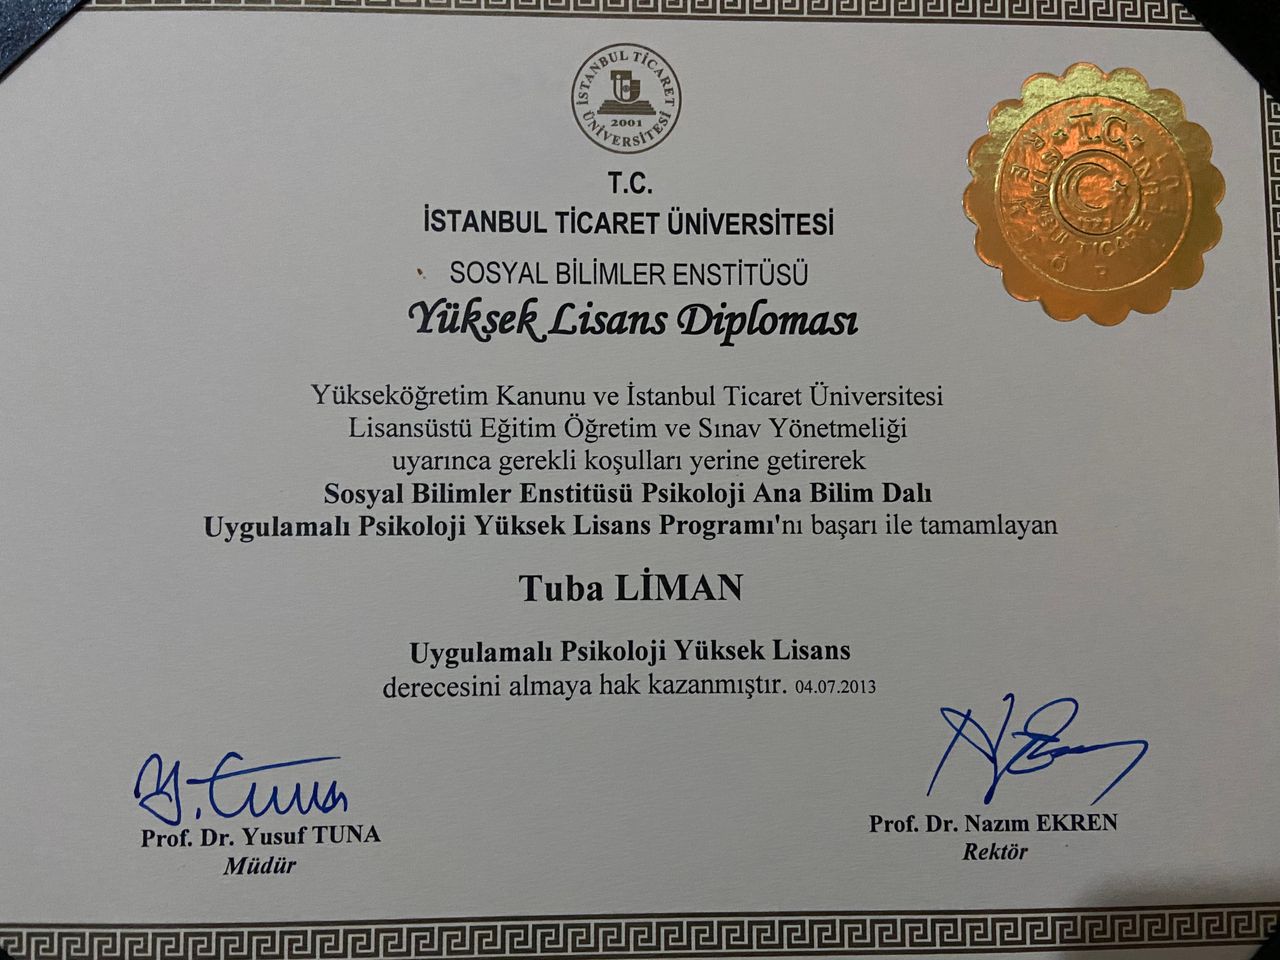 İSTANBUL TİCARET ÜNİVERSİTESİ
2001
T.C.
İSTANBUL TİCARET ÜNİVERSİTESİ
SOSYAL BİLİMLER ENSTİTÜSÜ
Yüksek Lisans Diploması
Yükseköğretim Kanunu ve İstanbul Ticaret Üniversitesi
Lisansüstü Eğitim Öğretim ve Sınav Yönetmeliği
uyarınca gerekli koşulları yerine getirerek
Sosyal Bilimler Enstitüsü Psikoloji Ana Bilim Dalı
Uygulamalı Psikoloji Yüksek Lisans Programı'nı başarı ile tamamlayan
Tuba LİMAN
Uygulamalı Psikoloji Yüksek Lisans
derecesini almaya hak kazanmıştır. 04.07.2013
Y. Tuna
Prof. Dr. Yusuf TUNA
Müdür
Prof. Dr. Nazım EKREN
Rektör
T.C.
İSTANBUL TİCARET